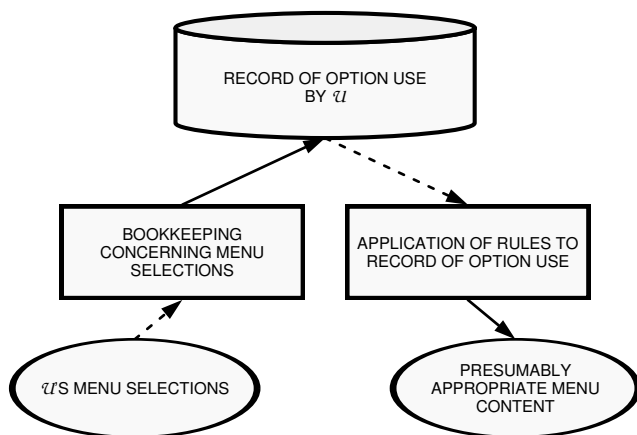 RECORD OF OPTION USE
BY 𝒰
BOOKKEEPING
CONCERNING MENU
SELECTIONS
APPLICATION OF RULES TO
RECORD OF OPTION USE
𝒰'S MENU SELECTIONS
PRESUMABLY
APPROPRIATE MENU
CONTENT